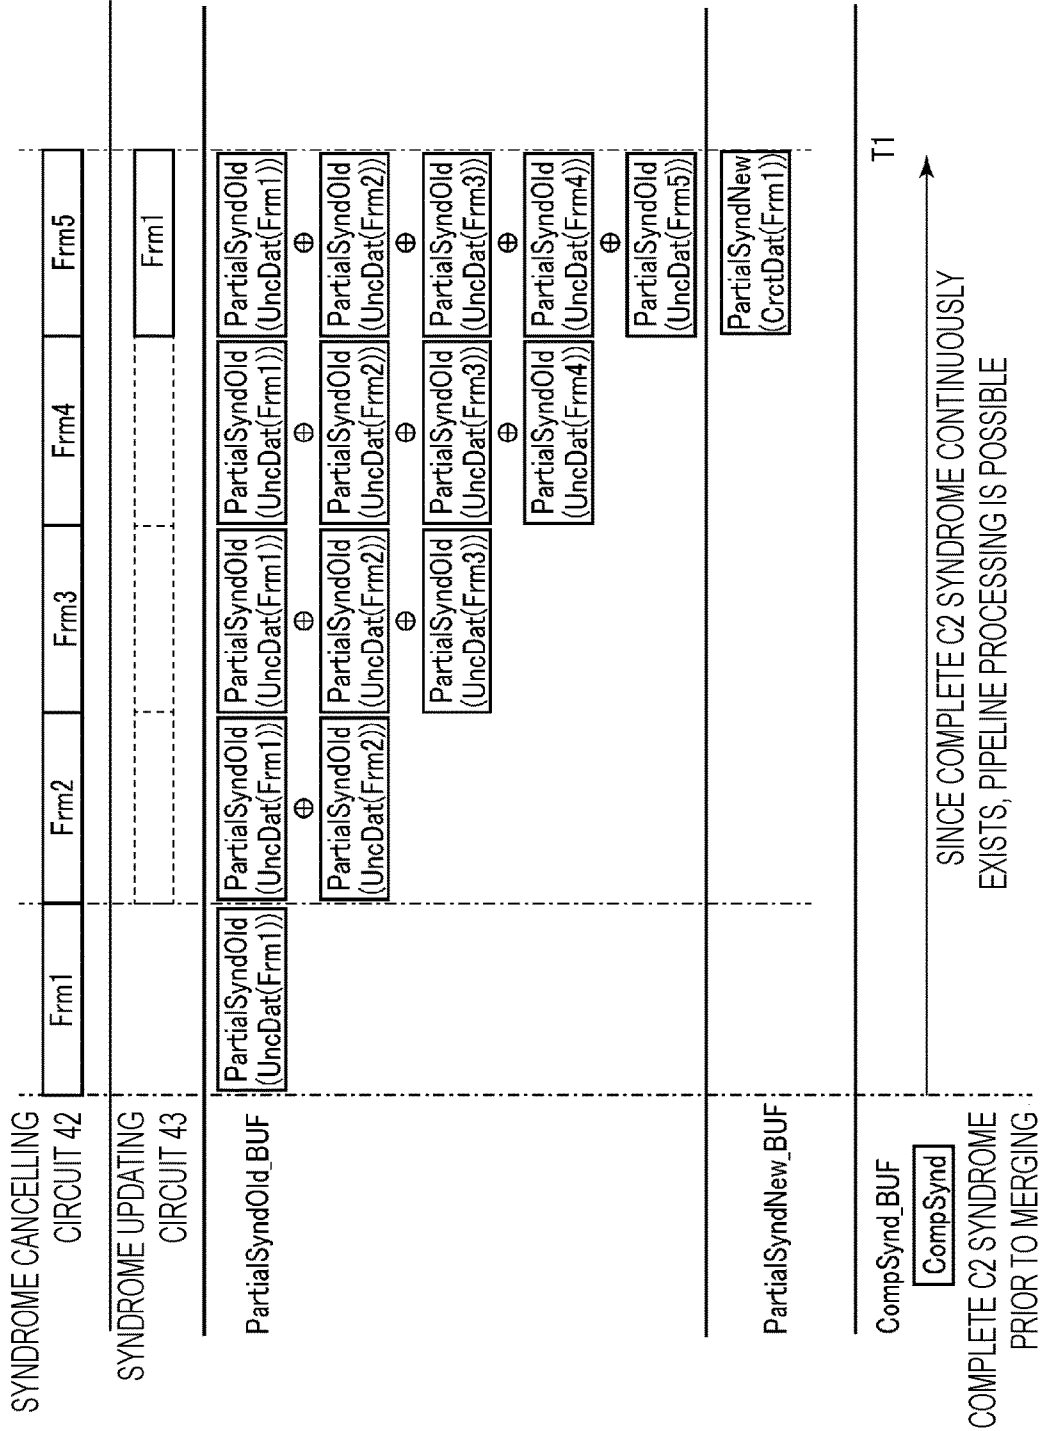 SYNDROME CANCELLING
CIRCUIT 42
Frm1
Frm2
Frm3
Frm4
Frm5
SYNDROME UPDATING
CIRCUIT 43
Frm1
PartialSyndOld_BUF
PartialSyndOld
(UncDat(Frm1))
PartialSyndOld
(UncDat(Frm1))
⊕
PartialSyndOld
(UncDat(Frm2))
PartialSyndOld
(UncDat(Frm1))
⊕
PartialSyndOld
(UncDat(Frm2))
⊕
PartialSyndOld
(UncDat(Frm3))
PartialSyndOld
(UncDat(Frm1))
⊕
PartialSyndOld
(UncDat(Frm2))
⊕
PartialSyndOld
(UncDat(Frm3))
⊕
PartialSyndOld
(UncDat(Frm4))
PartialSyndOld
(UncDat(Frm1))
⊕
PartialSyndOld
(UncDat(Frm2))
⊕
PartialSyndOld
(UncDat(Frm3))
⊕
PartialSyndOld
(UncDat(Frm4))
⊕
PartialSyndOld
(UncDat(Frm5))
PartialSyndNew_BUF
PartialSyndNew
(CrctDat(Frm1))
CompSynd_BUF
CompSynd
COMPLETE C2 SYNDROME
PRIOR TO MERGING
T1
SINCE COMPLETE C2 SYNDROME CONTINUOUSLY
EXISTS, PIPELINE PROCESSING IS POSSIBLE